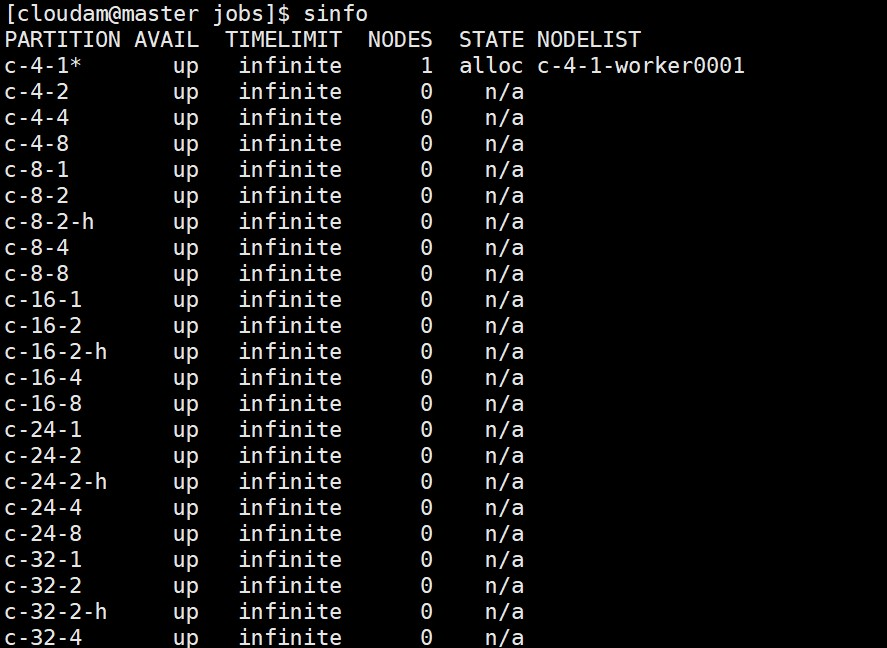 [cloudam@master jobs]$ sinfo
PARTITION AVAIL  TIMELIMIT  NODES  STATE NODELIST
c-4-1*       up   infinite      1  alloc c-4-1-worker0001
c-4-2        up   infinite      0    n/a
c-4-4        up   infinite      0    n/a
c-4-8        up   infinite      0    n/a
c-8-1        up   infinite      0    n/a
c-8-2        up   infinite      0    n/a
c-8-2-h      up   infinite      0    n/a
c-8-4        up   infinite      0    n/a
c-8-8        up   infinite      0    n/a
c-16-1       up   infinite      0    n/a
c-16-2       up   infinite      0    n/a
c-16-2-h     up   infinite      0    n/a
c-16-4       up   infinite      0    n/a
c-16-8       up   infinite      0    n/a
c-24-1       up   infinite      0    n/a
c-24-2       up   infinite      0    n/a
c-24-2-h     up   infinite      0    n/a
c-24-4       up   infinite      0    n/a
c-24-8       up   infinite      0    n/a
c-32-1       up   infinite      0    n/a
c-32-2       up   infinite      0    n/a
c-32-2-h     up   infinite      0    n/a
c-32-4       up   infinite      0    n/a